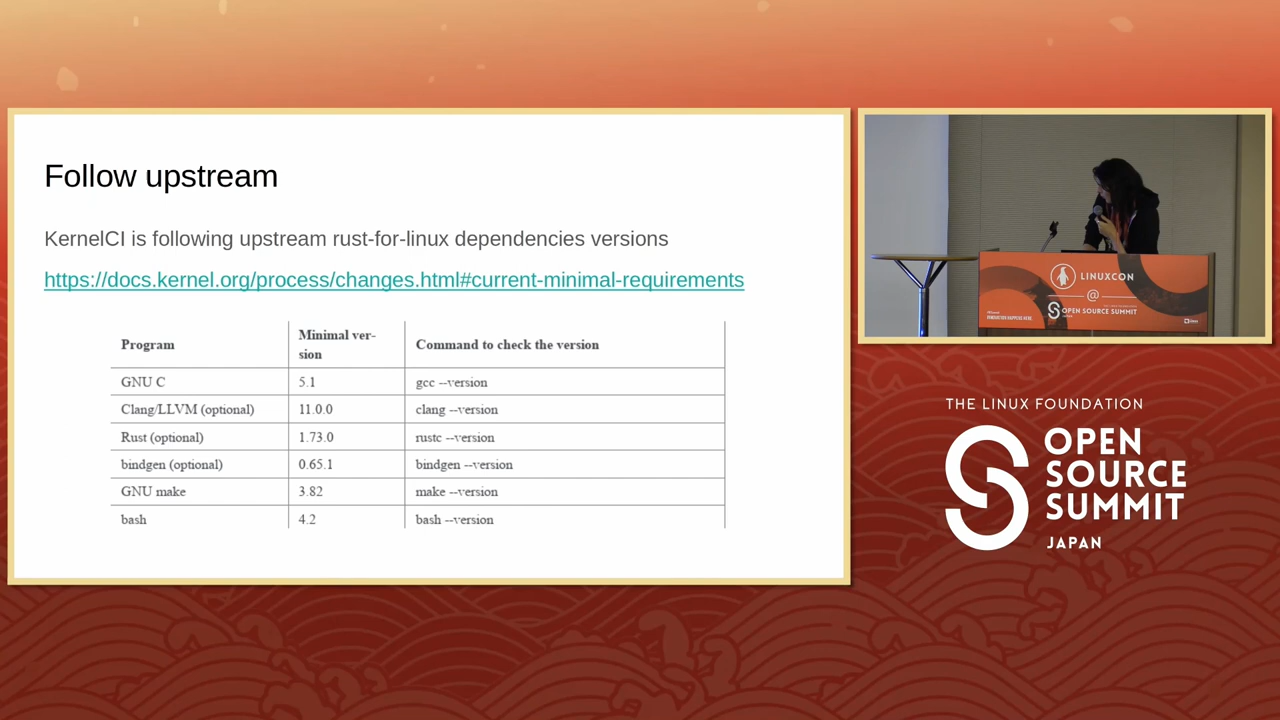 Follow upstream
KernelCI is following upstream rust-for-linux dependencies versions
https://docs.kernel.org/process/changes.html#current-minimal-requirements
Program Minimal ver-
sion Command to check the version
GNU C 5.1 gcc --version
Clang/LLVM (optional) 11.0.0 clang --version
Rust (optional) 1.73.0 rustc --version
bindgen (optional) 0.65.1 bindgen --version
GNU make 3.82 make --version
bash 4.2 bash --version
LINUXCON
@
OPEN SOURCE SUMMIT
THE LINUX FOUNDATION
OPEN
SOURCE
SUMMIT
JAPAN